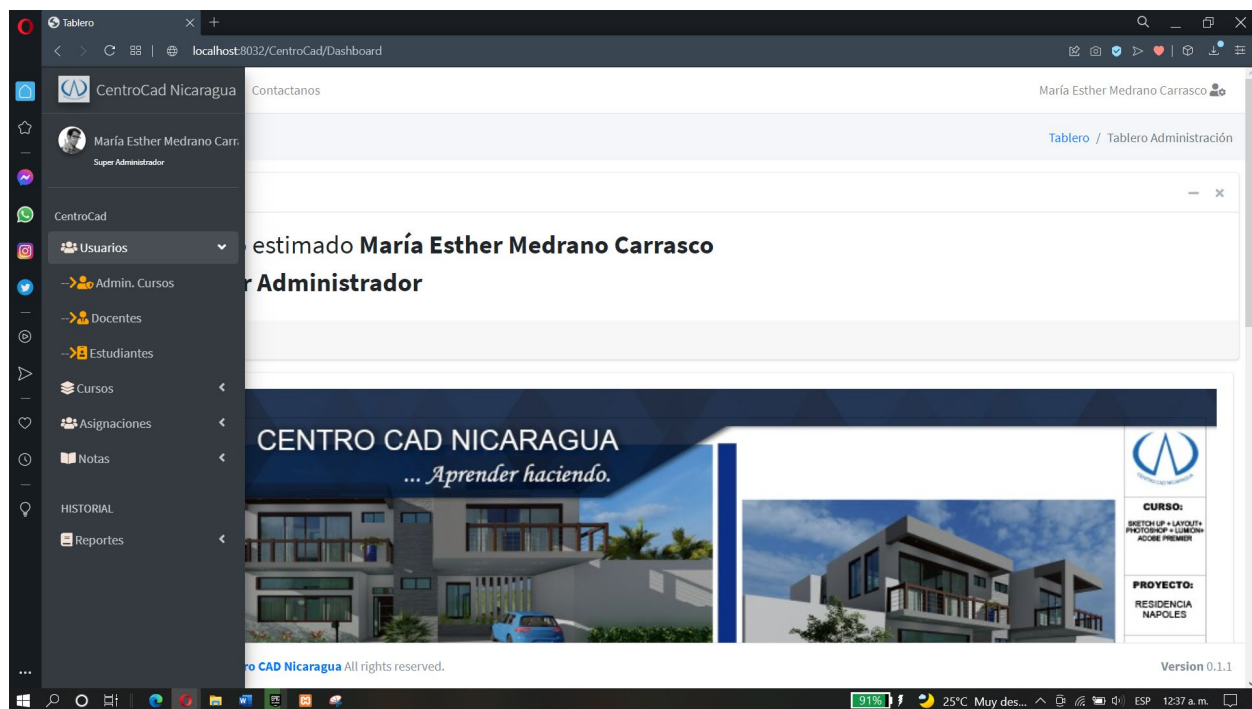 Tablero
localhost:8032/CentroCad/Dashboard
CentroCad Nicaragua
Contactanos
María Esther Medrano Carrasco
María Esther Medrano Carr
Super Administrador
Tablero / Tablero Administración
CentroCad
Usuarios
-->Admin. Cursos
-->Docentes
-->Estudiantes
Cursos
Asignaciones
Notas
HISTORIAL
Reportes
estimado María Esther Medrano Carrasco
r Administrador
CENTRO CAD NICARAGUA
... Aprender haciendo.
CURSO:
SKETCH UP + LAYOUT+
PHOTOSHOP + LUMION+
ADOBE PREMIER
PROYECTO:
RESIDENCIA
NAPOLES
ro CAD Nicaragua All rights reserved.
Version 0.1.1
91%
25°C Muy des...
ESP
12:37 a. m.